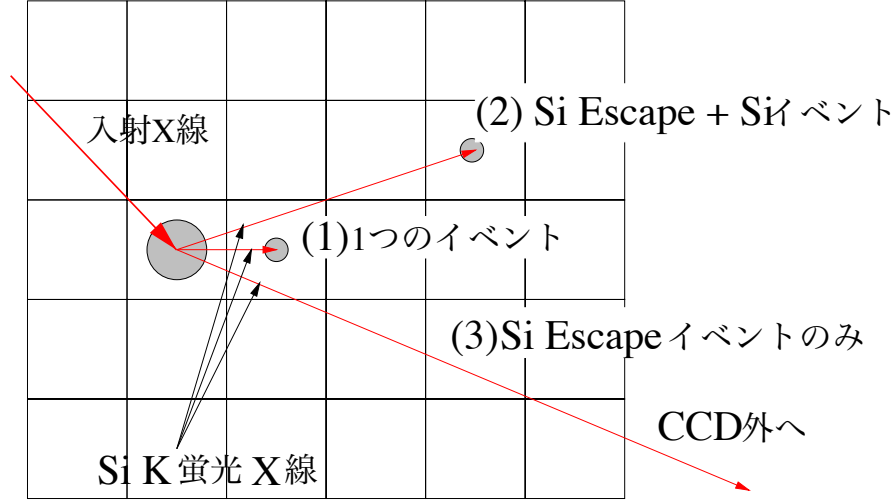 (2) Si Escape + Siイベント
入射X線
(1)1つのイベント
(3)Si Escapeイベントのみ
CCD外へ
Si K 蛍光 X 線